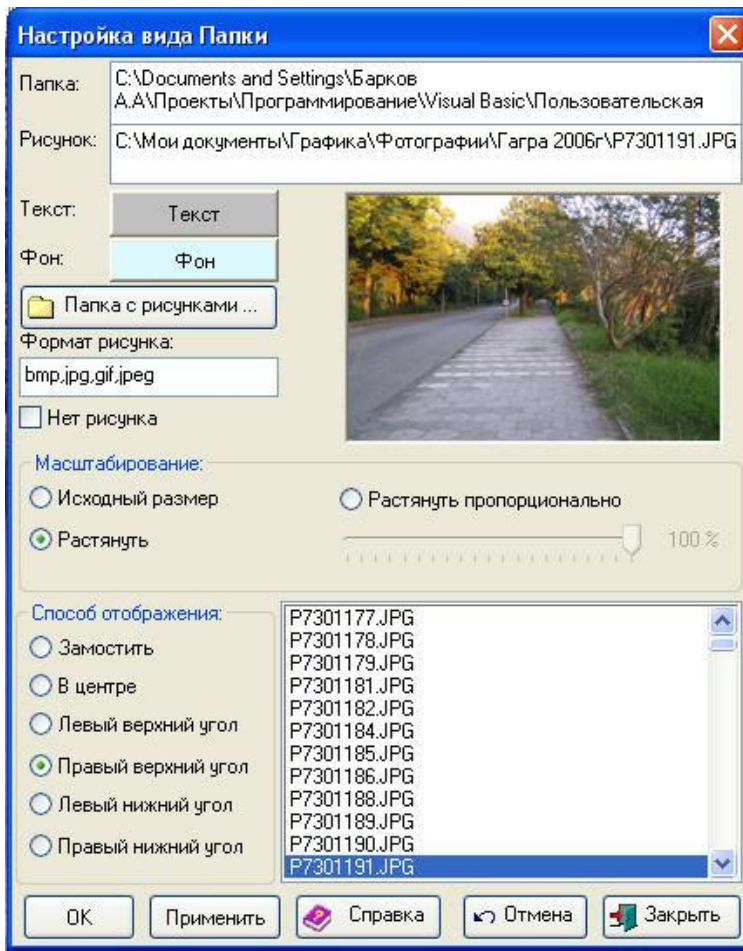 Настройка вида Папки
Папка:
C:\Documents and Settings\Барков
А.А\Проекты\Программирование\Visual Basic\Пользовательская
Рисунок:
C:\Мои документы\Графика\Фотографии\Гагра 2006г\P7301191.JPG
Текст:
Текст
Фон:
Фон
Папка с рисунками ...
Формат рисунка:
bmp,jpg,gif,jpeg
Нет рисунка
Масштабирование:
Исходный размер
Растянуть пропорционально
Растянуть
100 %
Способ отображения:
Замостить
В центре
Левый верхний угол
Правый верхний угол
Левый нижний угол
Правый нижний угол
P7301177.JPG
P7301178.JPG
P7301179.JPG
P7301181.JPG
P7301182.JPG
P7301184.JPG
P7301185.JPG
P7301186.JPG
P7301188.JPG
P7301189.JPG
P7301190.JPG
P7301191.JPG
OK
Применить
Справка
Отмена
Закрыть